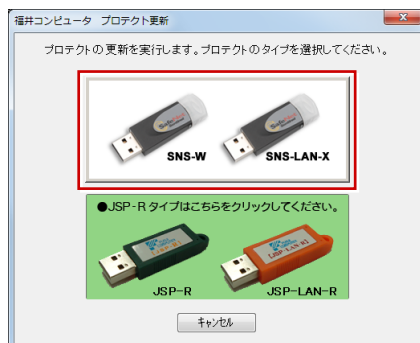 福井コンピュータ プロテクト更新
プロテクトの更新を実行します。プロテクトのタイプを選択してください。
SNS-W
SNS-LAN-X
●JSP-Rタイプはこちらをクリックしてください。
JSP-R
JSP-LAN-R
キャンセル